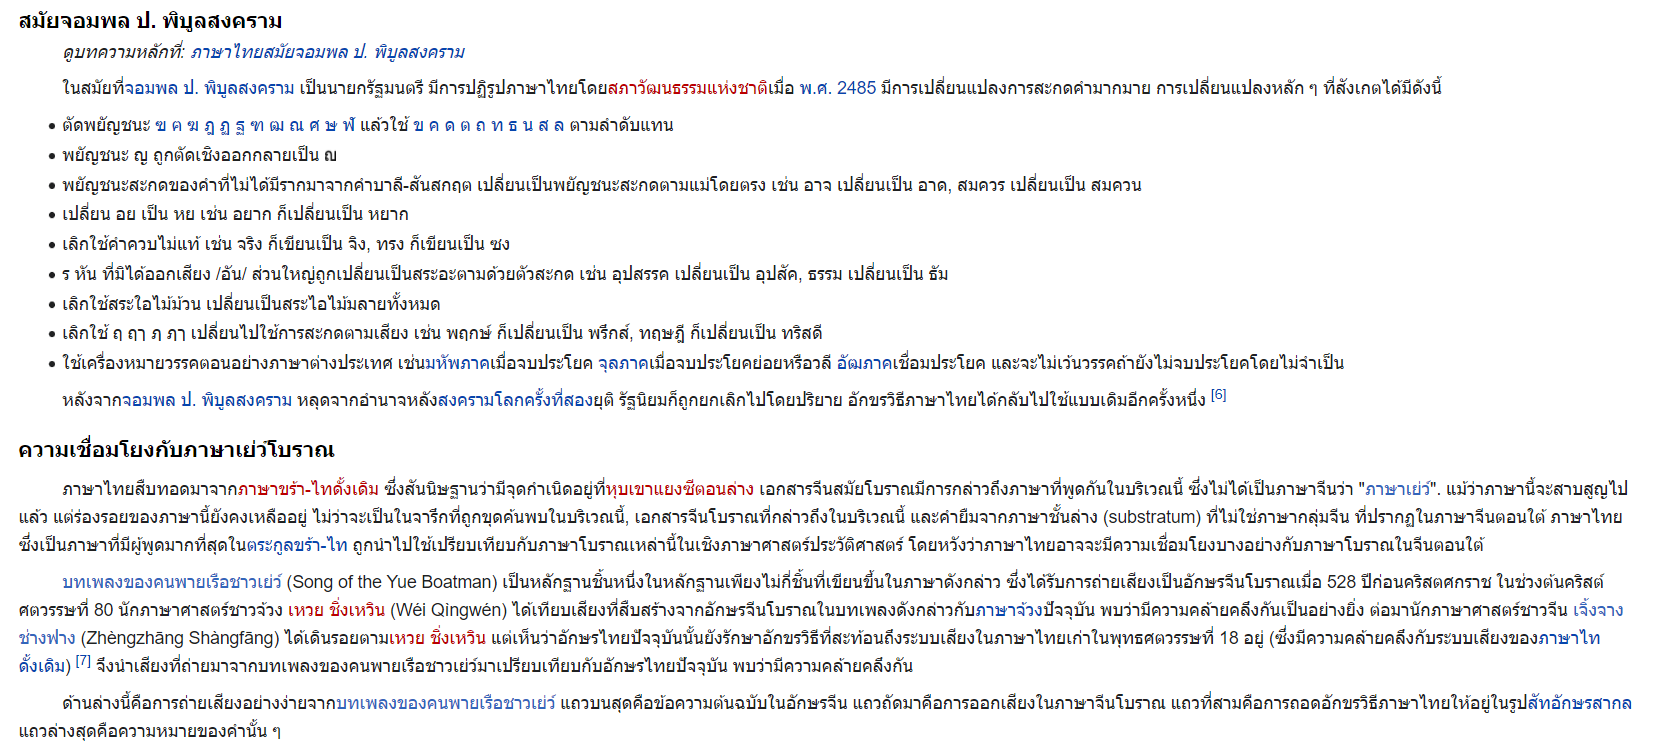 สมัยจอมพล ป. พิบูลสงคราม
ดูบทความหลักที่: ภาษาไทยสมัยจอมพล ป. พิบูลสงคราม
ในสมัยที่จอมพล ป. พิบูลสงคราม เป็นนายกรัฐมนตรี มีการปฏิรูปภาษาไทยโดยสภาวัฒนธรรมแห่งชาติเมื่อ พ.ศ. 2485 มีการเปลี่ยนแปลงการสะกดคำมากมาย การเปลี่ยนแปลงหลัก ๆ ที่สังเกตได้มีดังนี้
• ตัดพยัญชนะ ฃ ฅ ฆ ฎ ฏ ฐ ฑ ฒ ณ ศ ษ ฬ แล้วใช้ ข ค ค ด ต ถ ท ธ น ส ล ตามลำดับแทน
• พยัญชนะ ญ ถูกตัดเชิงออกกลายเป็น ญ
• พยัญชนะสะกดของคำที่ไม่ได้มีรากมาจากคำบาลี-สันสกฤต เปลี่ยนเป็นพยัญชนะสะกดตามแม่โดยตรง เช่น อาจ เปลี่ยนเป็น อาด, สมควร เปลี่ยนเป็น สมควน
• เปลี่ยน อย เป็น หย เช่น อยาก ก็เปลี่ยนเป็น หยาก
• เลิกใช้คำควบไม่แท้ เช่น จริง ก็เขียนเป็น จิง, ทรง ก็เขียนเป็น ซง
• ร หัน ที่มิได้ออกเสียง /อัน/ ส่วนใหญ่ถูกเปลี่ยนเป็นสระอะตามด้วยตัวสะกด เช่น อุปสรรค เปลี่ยนเป็น อุปสัค, ธรรม เปลี่ยนเป็น ธัม
• เลิกใช้สระใอไม้ม้วน เปลี่ยนเป็นสระไอไม้มลายทั้งหมด
• เลิกใช้ ฤ ฤๅ ฦ ฦๅ เปลี่ยนไปใช้การสะกดตามเสียง เช่น พฤกษ์ ก็เปลี่ยนเป็น พรึกส์, ทฤษฎี ก็เปลี่ยนเป็น ทริสดี
• ใช้เครื่องหมายวรรคตอนอย่างภาษาต่างประเทศ เช่นมหัพภาคเมื่อจบประโยค จุลภาคเมื่อจบประโยคย่อยหรือวลี อัฒภาคเชื่อมประโยค และจะไม่เว้นวรรคถ้ายังไม่จบประโยคโดยไม่จำเป็น
หลังจากจอมพล ป. พิบูลสงคราม หลุดจากอำนาจหลังสงครามโลกครั้งที่สองยุติ รัฐนิยมก็ถูกยกเลิกไปโดยปริยาย อักขรวิธีภาษาไทยได้กลับไปใช้แบบเดิมอีกครั้งหนึ่ง [6]
ความเชื่อมโยงกับภาษาเย่ว์โบราณ
ภาษาไทยสืบทอดมาจากภาษาขร้า-ไทดั้งเดิม ซึ่งสันนิษฐานว่ามีจุดกำเนิดอยู่ที่หุบเขาแยงซีตอนล่าง เอกสารจีนสมัยโบราณมีการกล่าวถึงภาษาที่พูดกันในบริเวณนี้ ซึ่งไม่ได้เป็นภาษาจีนว่า "ภาษาเย่ว์". แม้ว่าภาษานี้จะสาบสูญไป
แล้ว แต่ร่องรอยของภาษานี้ยังคงเหลืออยู่ ไม่ว่าจะเป็นในจารึกที่ถูกขุดค้นพบในบริเวณนี้, เอกสารจีนโบราณที่กล่าวถึงในบริเวณนี้ และคำยืมจากภาษาชั้นล่าง (substratum) ที่ไม่ใช่ภาษากลุ่มจีน ที่ปรากฏในภาษาจีนตอนใต้ ภาษาไทย
ซึ่งเป็นภาษาที่มีผู้พูดมากที่สุดในตระกูลขร้า-ไท ถูกนำไปใช้เปรียบเทียบกับภาษาโบราณเหล่านี้ในเชิงภาษาศาสตร์ประวัติศาสตร์ โดยหวังว่าภาษาไทยอาจจะมีความเชื่อมโยงบางอย่างกับภาษาโบราณในจีนตอนใต้
บทเพลงของคนพายเรือชาวเย่ว์ (Song of the Yue Boatman) เป็นหลักฐานชิ้นหนึ่งในหลักฐานเพียงไม่กี่ชิ้นที่เขียนขึ้นในภาษาดังกล่าว ซึ่งได้รับการถ่ายเสียงเป็นอักษรจีนโบราณเมื่อ 528 ปีก่อนคริสตศกราช ในช่วงต้นคริสต์
ศตวรรษที่ 80 นักภาษาศาสตร์ชาวจ้วง เหวย ชิ่งเหวิน (Wéi Qìngwén) ได้เทียบเสียงที่สืบสร้างจากอักษรจีนโบราณในบทเพลงดังกล่าวกับภาษาจ้วงปัจจุบัน พบว่ามีความคล้ายคลึงกันเป็นอย่างยิ่ง ต่อมานักภาษาศาสตร์ชาวจีน เจิ้งจาง
ช่างฟาง (Zhèngzhāng Shàngfāng) ได้เดินรอยตามเหวย ชิ่งเหวิน แต่เห็นว่าอักษรไทยปัจจุบันนั้นยังรักษาอักขรวิธีที่สะท้อนถึงระบบเสียงในภาษาไทยเก่าในพุทธศตวรรษที่ 18 อยู่ (ซึ่งมีความคล้ายคลึงกับระบบเสียงของภาษาไท
ดั้งเดิม) [7] จึงนำเสียงที่ถ่ายมาจากบทเพลงของคนพายเรือชาวเย่ว์มาเปรียบเทียบกับอักษรไทยปัจจุบัน พบว่ามีความคล้ายคลึงกัน
ด้านล่างนี้คือการถ่ายเสียงอย่างง่ายจากบทเพลงของคนพายเรือชาวเย่ว์ แถวบนสุดคือข้อความต้นฉบับในอักษรจีน แถวถัดมาคือการออกเสียงในภาษาจีนโบราณ แถวที่สามคือการถอดอักขรวิธีภาษาไทยให้อยู่ในรูปสัทอักษรสากล
แถวล่างสุดคือความหมายของคำนั้น ๆ